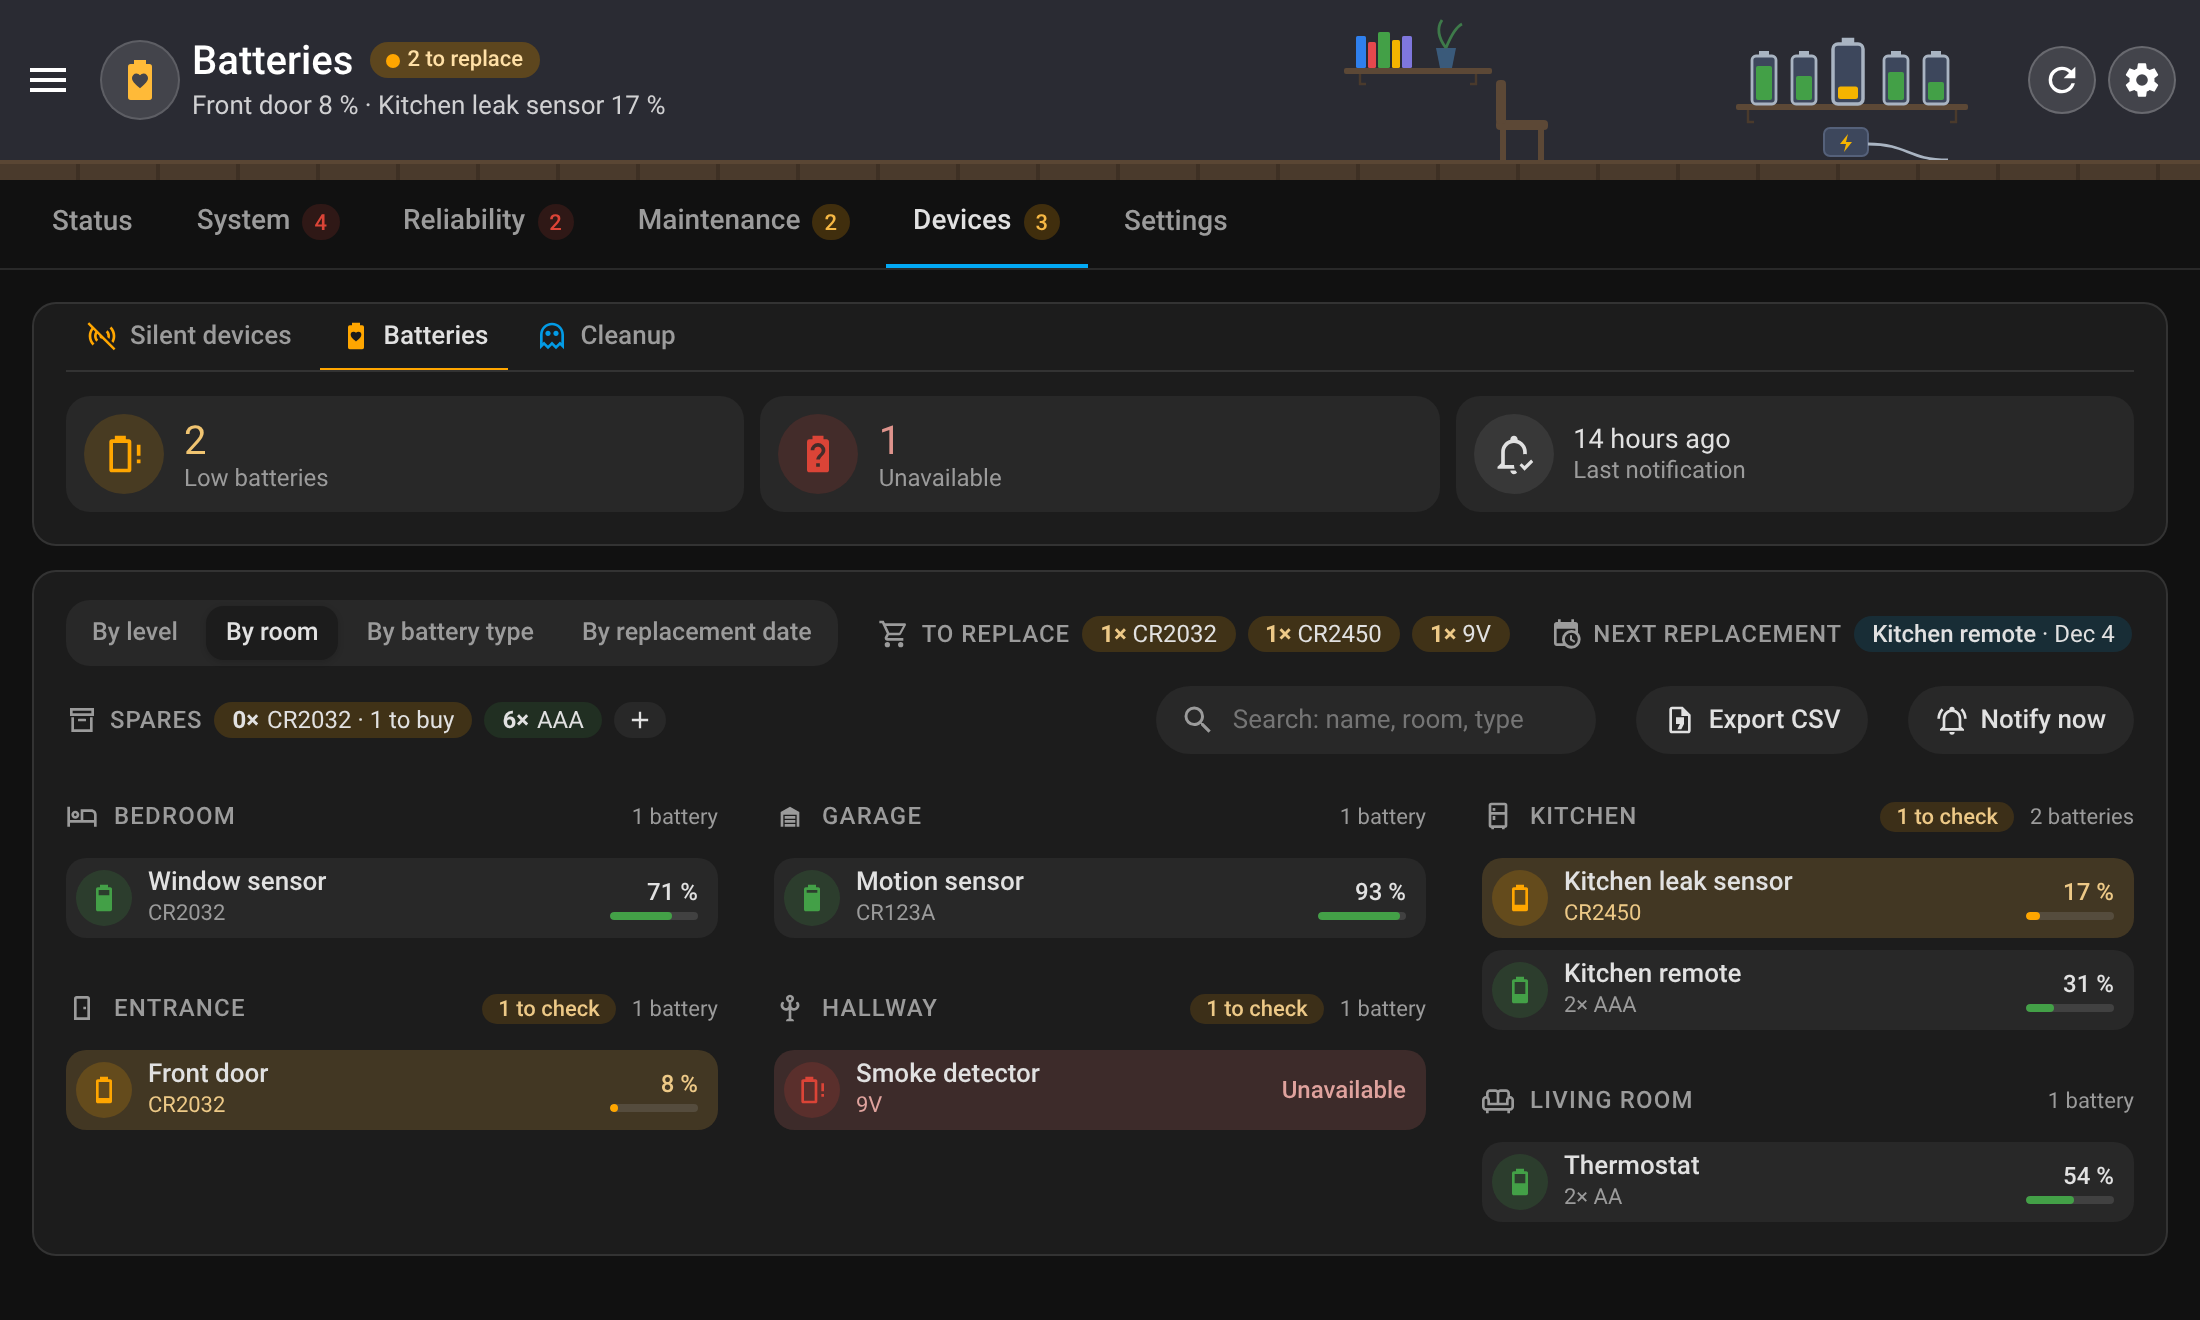 Batteries
2 to replace
Front door 8 % · Kitchen leak sensor 17 %
Status
System 4
Reliability 2
Maintenance 2
Devices 3
Settings
Silent devices
Batteries
Cleanup
2
Low batteries
1
Unavailable
14 hours ago
Last notification
By level
By room
By battery type
By replacement date
TO REPLACE 1× CR2032 1× CR2450 1× 9V
NEXT REPLACEMENT Kitchen remote · Dec 4
SPARES 0× CR2032 · 1 to buy 6× AAA +
Search: name, room, type
Export CSV
Notify now
BEDROOM 1 battery
Window sensor
CR2032
71 %
ENTRANCE 1 to check 1 battery
Front door
CR2032
8 %
GARAGE 1 battery
Motion sensor
CR123A
93 %
HALLWAY 1 to check 1 battery
Smoke detector
9V
Unavailable
KITCHEN 1 to check 2 batteries
Kitchen leak sensor
CR2450
17 %
Kitchen remote
2× AAA
31 %
LIVING ROOM 1 battery
Thermostat
2× AA
54 %